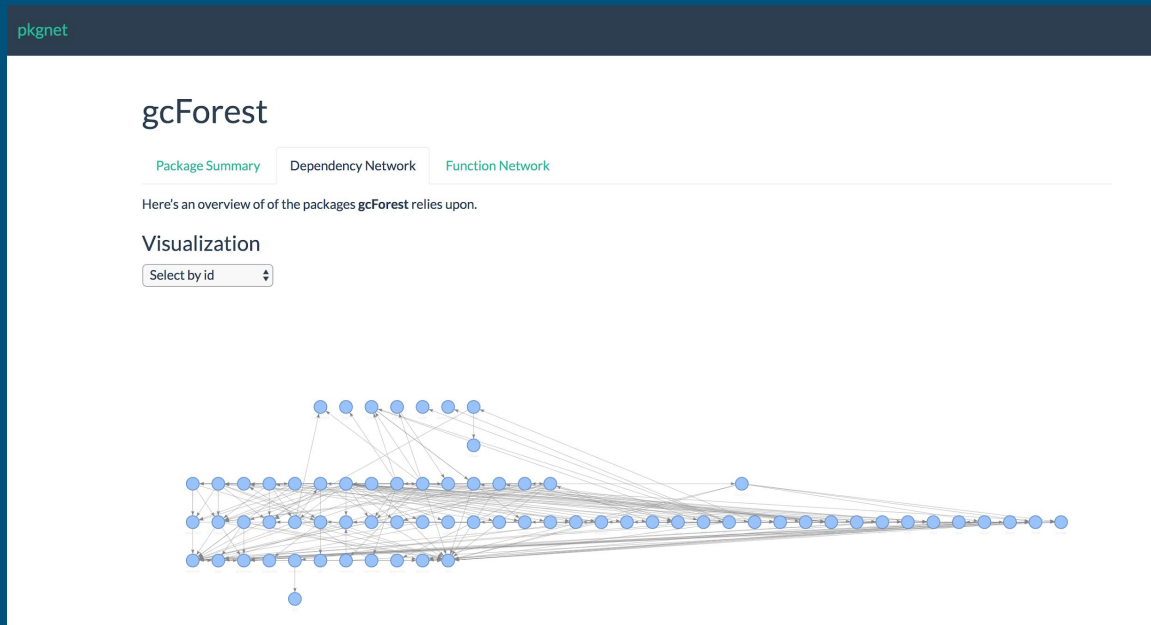 pkgnet
gcForest
Package Summary Dependency Network Function Network
Here's an overview of of the packages gcForest relies upon.
Visualization
Select by id